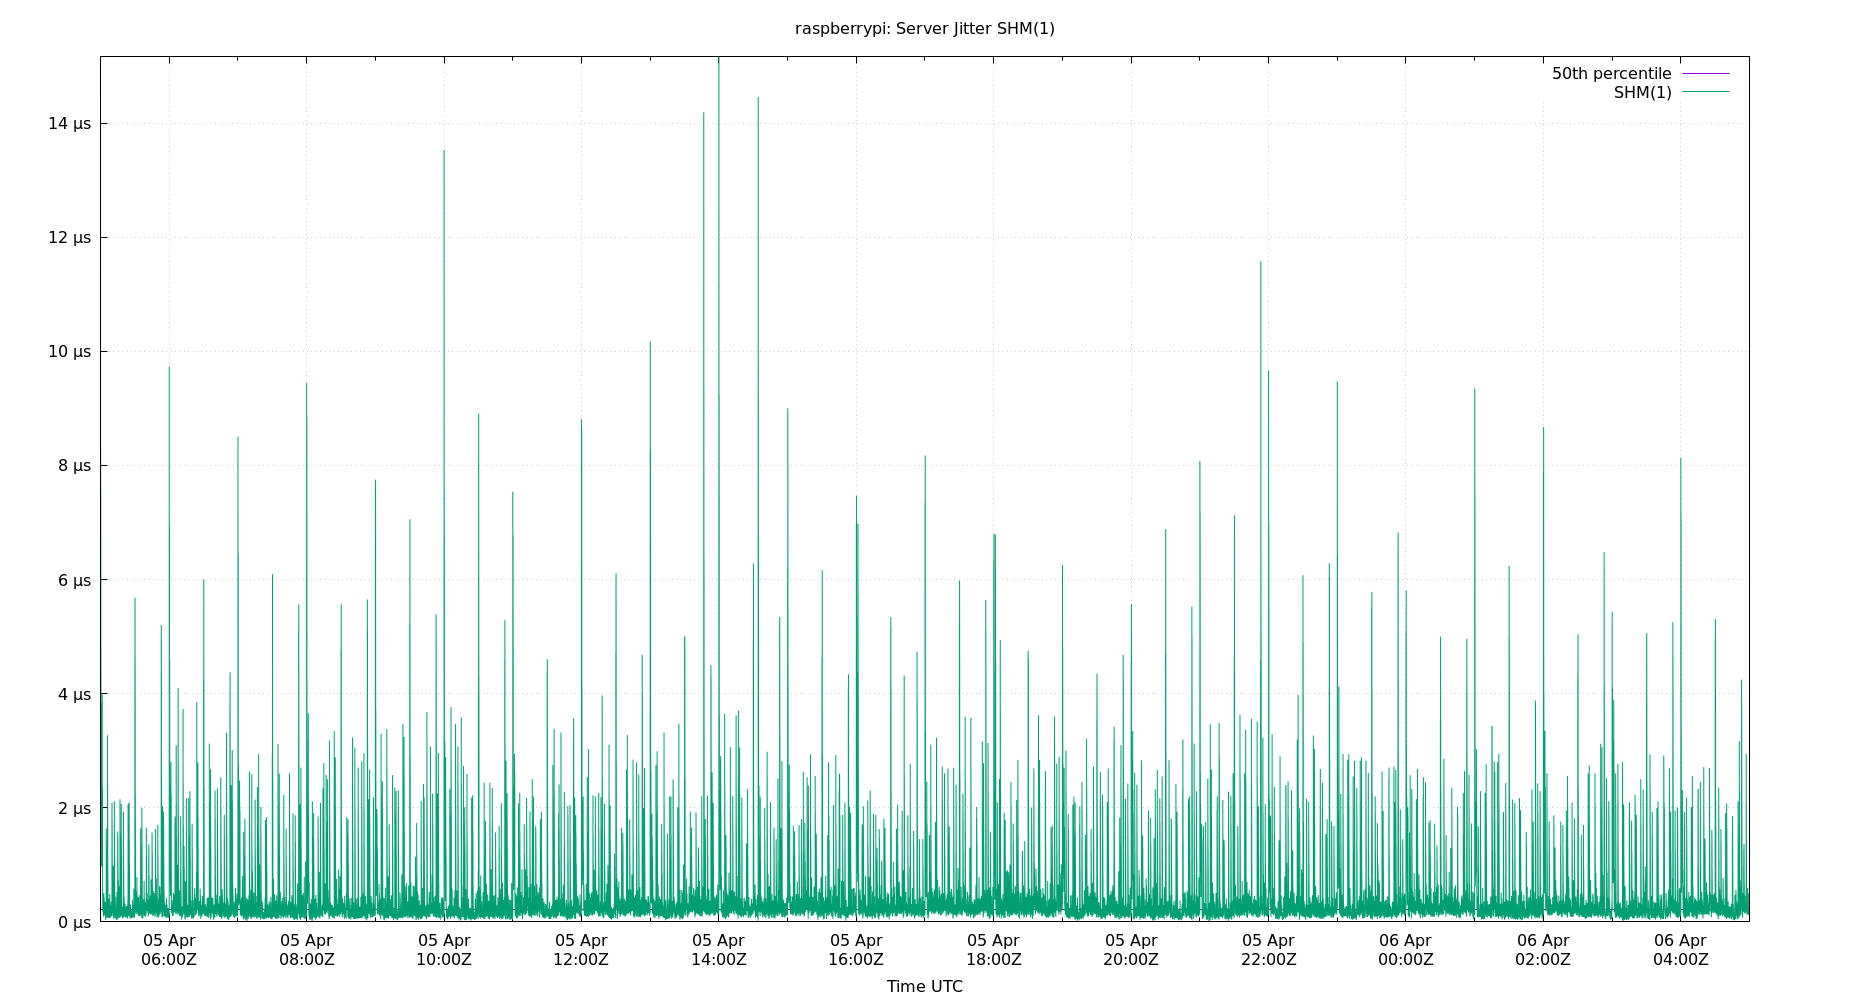 raspberrypi: Server Jitter SHM(1)
50th percentile
SHM(1)
14 µs
12 µs
10 µs
8 µs
6 µs
4 µs
2 µs
0 µs
05 Apr 05 Apr 05 Apr 05 Apr 05 Apr 05 Apr 05 Apr 05 Apr 05 Apr 06 Apr 06 Apr 06 Apr
06:00Z 08:00Z 10:00Z 12:00Z 14:00Z 16:00Z 18:00Z 20:00Z 22:00Z 00:00Z 02:00Z 04:00Z
Time UTC